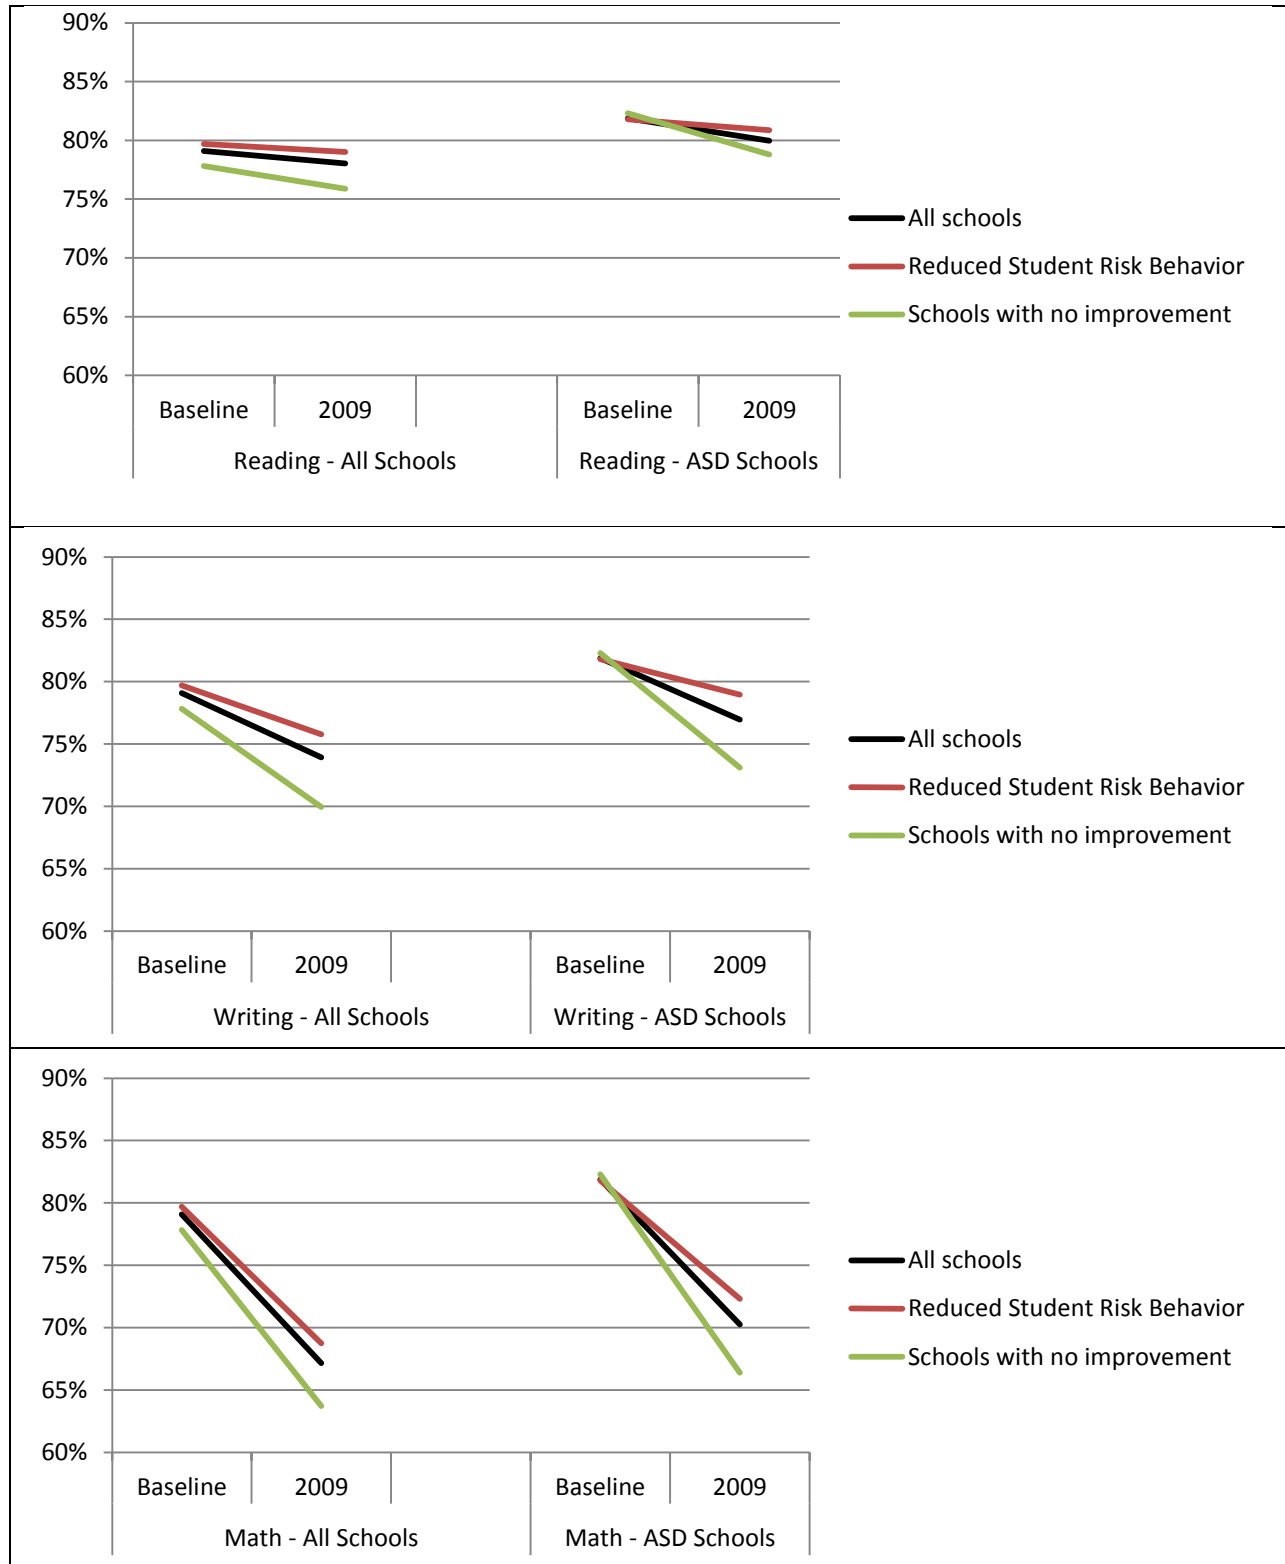 90%
85%
80%
75%
70%
65%
60%
Baseline 2009 Baseline 2009
Reading - All Schools Reading - ASD Schools
All schools
Reduced Student Risk Behavior
Schools with no improvement
90%
85%
80%
75%
70%
65%
60%
Baseline 2009 Baseline 2009
Writing - All Schools Writing - ASD Schools
All schools
Reduced Student Risk Behavior
Schools with no improvement
90%
85%
80%
75%
70%
65%
60%
Baseline 2009 Baseline 2009
Math - All Schools Math - ASD Schools
All schools
Reduced Student Risk Behavior
Schools with no improvement